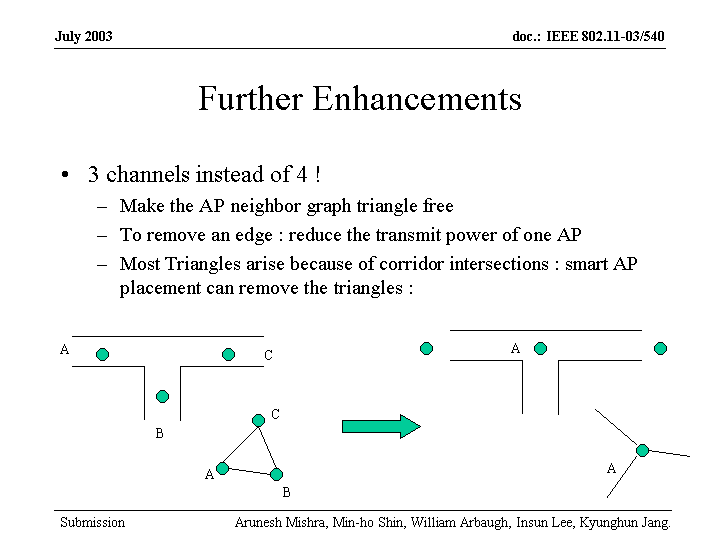 July 2003
doc.: IEEE 802.11-03/540
Further Enhancements
• 3 channels instead of 4 !
– Make the AP neighbor graph triangle free
– To remove an edge : reduce the transmit power of one AP
– Most Triangles arise because of corridor intersections : smart AP
placement can remove the triangles :
A
C
B
C
A
B
A
A
Submission
Arunesh Mishra, Min-ho Shin, William Arbaugh, Insun Lee, Kyunghun Jang.